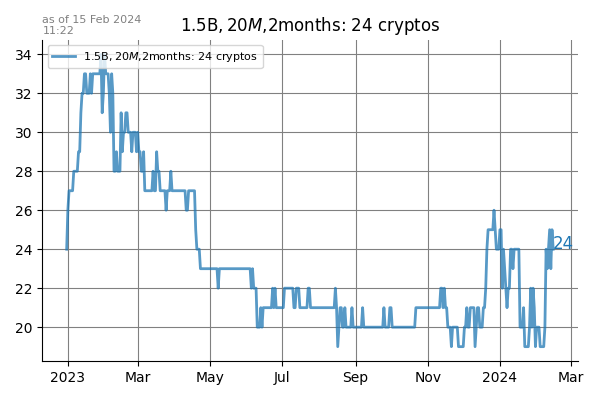 as of 15 Feb 2024
11:22
1.5B, 20M,2months: 24 cryptos
1.5B, 20M,2months: 24 cryptos
34
32
30
28
26
24
22
20
24
2023
Mar
May
Jul
Sep
Nov
2024
Mar